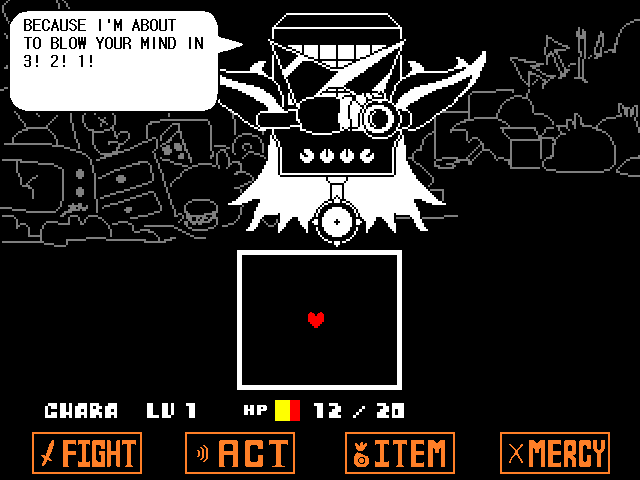 BECAUSE I'M ABOUT
TO BLOW YOUR MIND IN
3! 2! 1!
CHARA LV 1 HP 12 / 20
FIGHT ACT ITEM MERCY